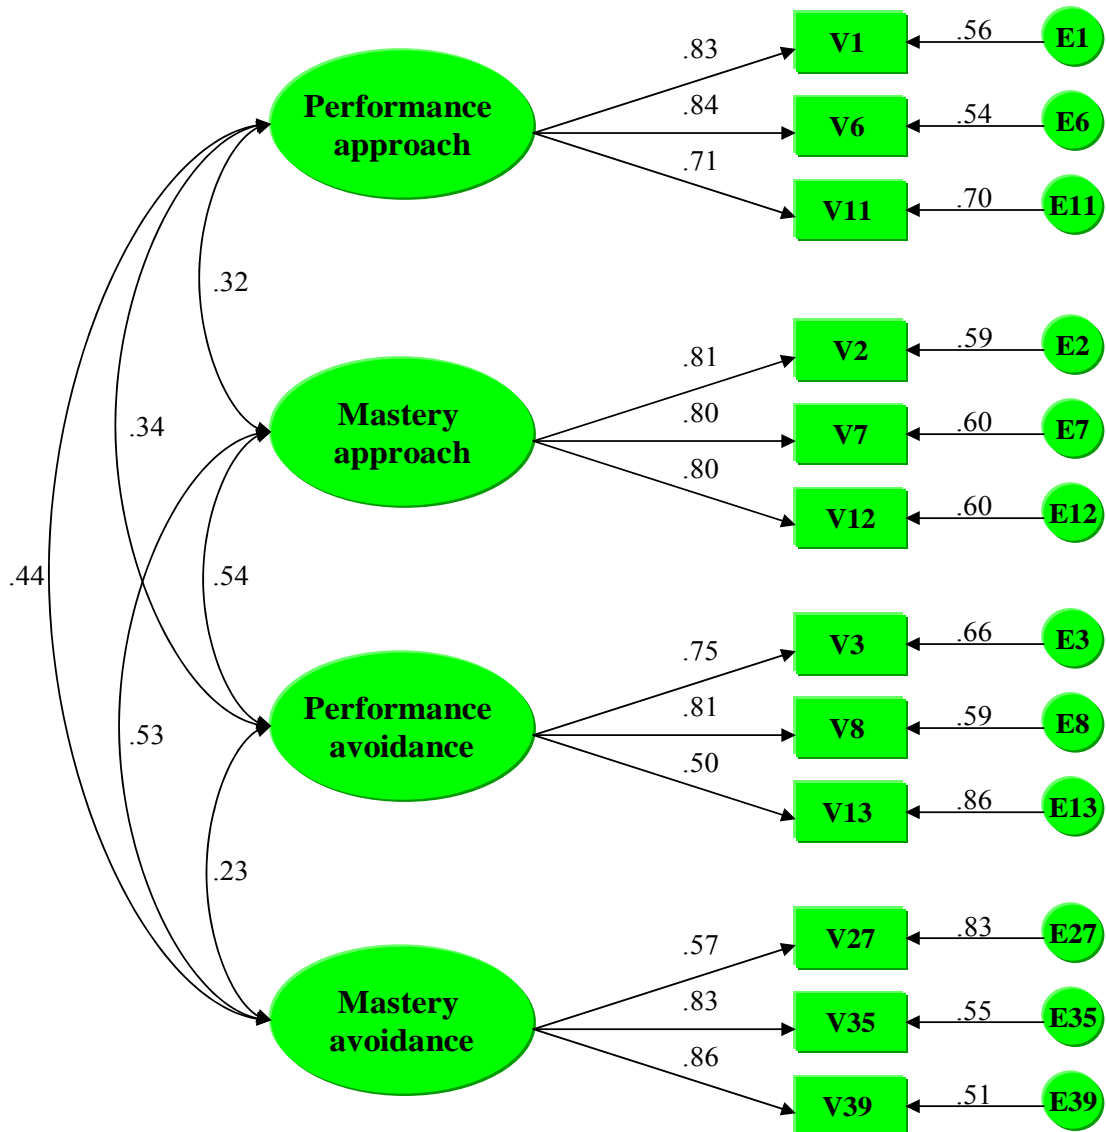 .83
V1
.56
E1
Performance
approach
.84
V6
.54
E6
.71
V11
.70
E11
.32
.81
V2
.59
E2
Mastery
approach
.80
V7
.60
E7
.80
V12
.60
E12
.34
.44
.54
.75
V3
.66
E3
Performance
avoidance
.81
V8
.59
E8
.50
V13
.86
E13
.53
.23
.57
V27
.83
E27
Mastery
avoidance
.83
V35
.55
E35
.86
V39
.51
E39